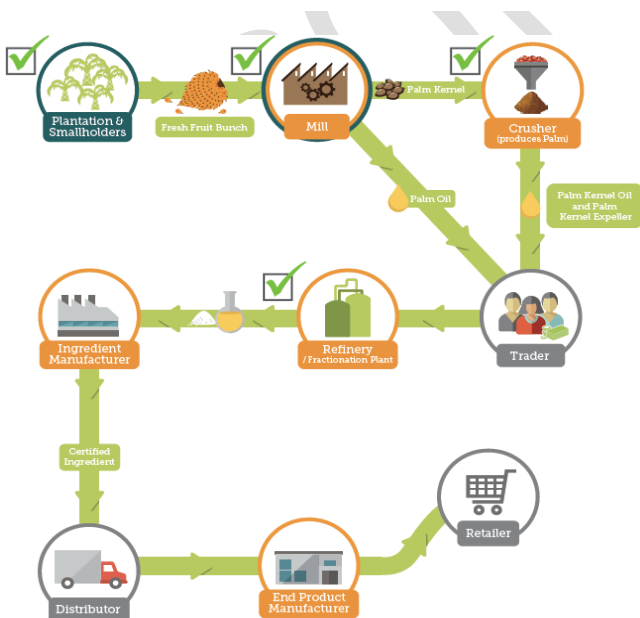 Plantation &
Smallholders
Fresh Fruit Bunch
Mill
Palm Kernel
Crusher
(produces Palm)
Palm Oil
Palm Kernel Oil
and Palm
Kernel Expeller
Ingredient
Manufacturer
Refinery
/ Fractionation Plant
Trader
Certified
Ingredient
Retailer
Distributor
End Product
Manufacturer